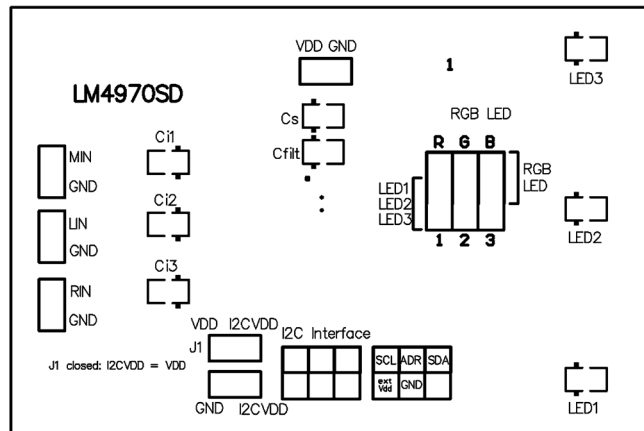 VDD GND
1
LED3
LM4970SD
Cs
RGB LED
Cfilt
R G B
Ci1
MIN
GND
RGB
LED
LED1
LED2
LED3
Ci2
LIN
GND
1 2 3
LED2
Ci3
RIN
GND
VDD I2CVDD
I2C Interface
J1
SCL ADR SDA
J1 closed: I2CVDD = VDD
ext
Vdd
GND
GND I2CVDD
LED1